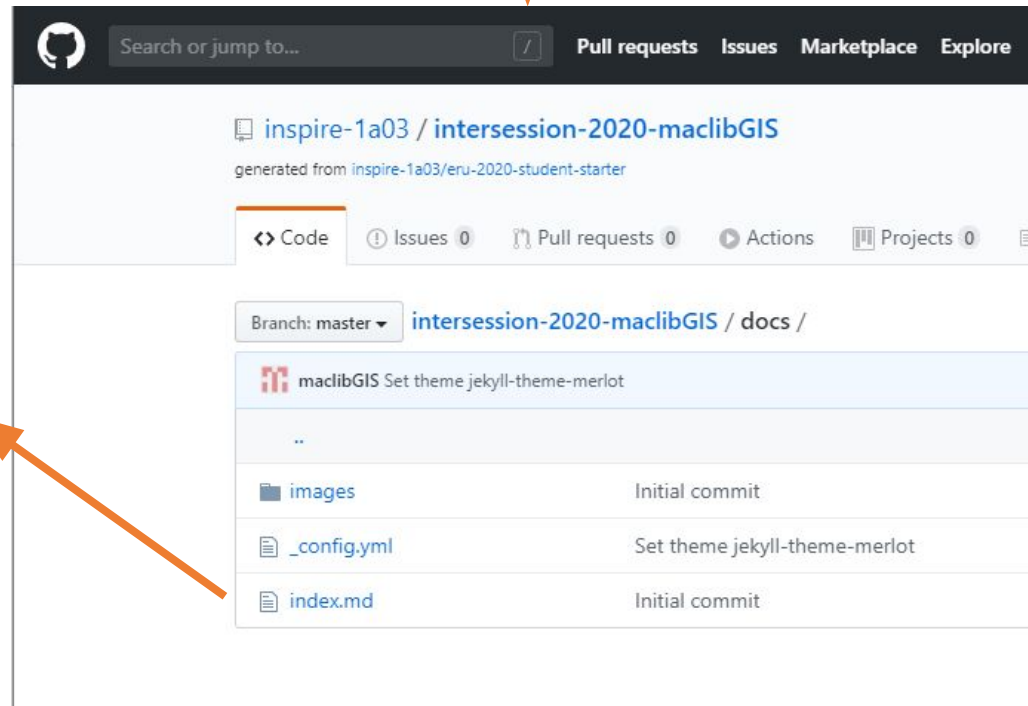 Search or jump to... / Pull requests Issues Marketplace Explore
inspire-1a03 / intersession-2020-maclibGIS
generated from inspire-1a03/eru-2020-student-starter
<> Code Issues 0 Pull requests 0 Actions Projects 0
Branch: master intersession-2020-maclibGIS / docs /
maclibGIS Set theme jekyll-theme-merlot
..
images Initial commit
_config.yml Set theme jekyll-theme-merlot
index.md Initial commit